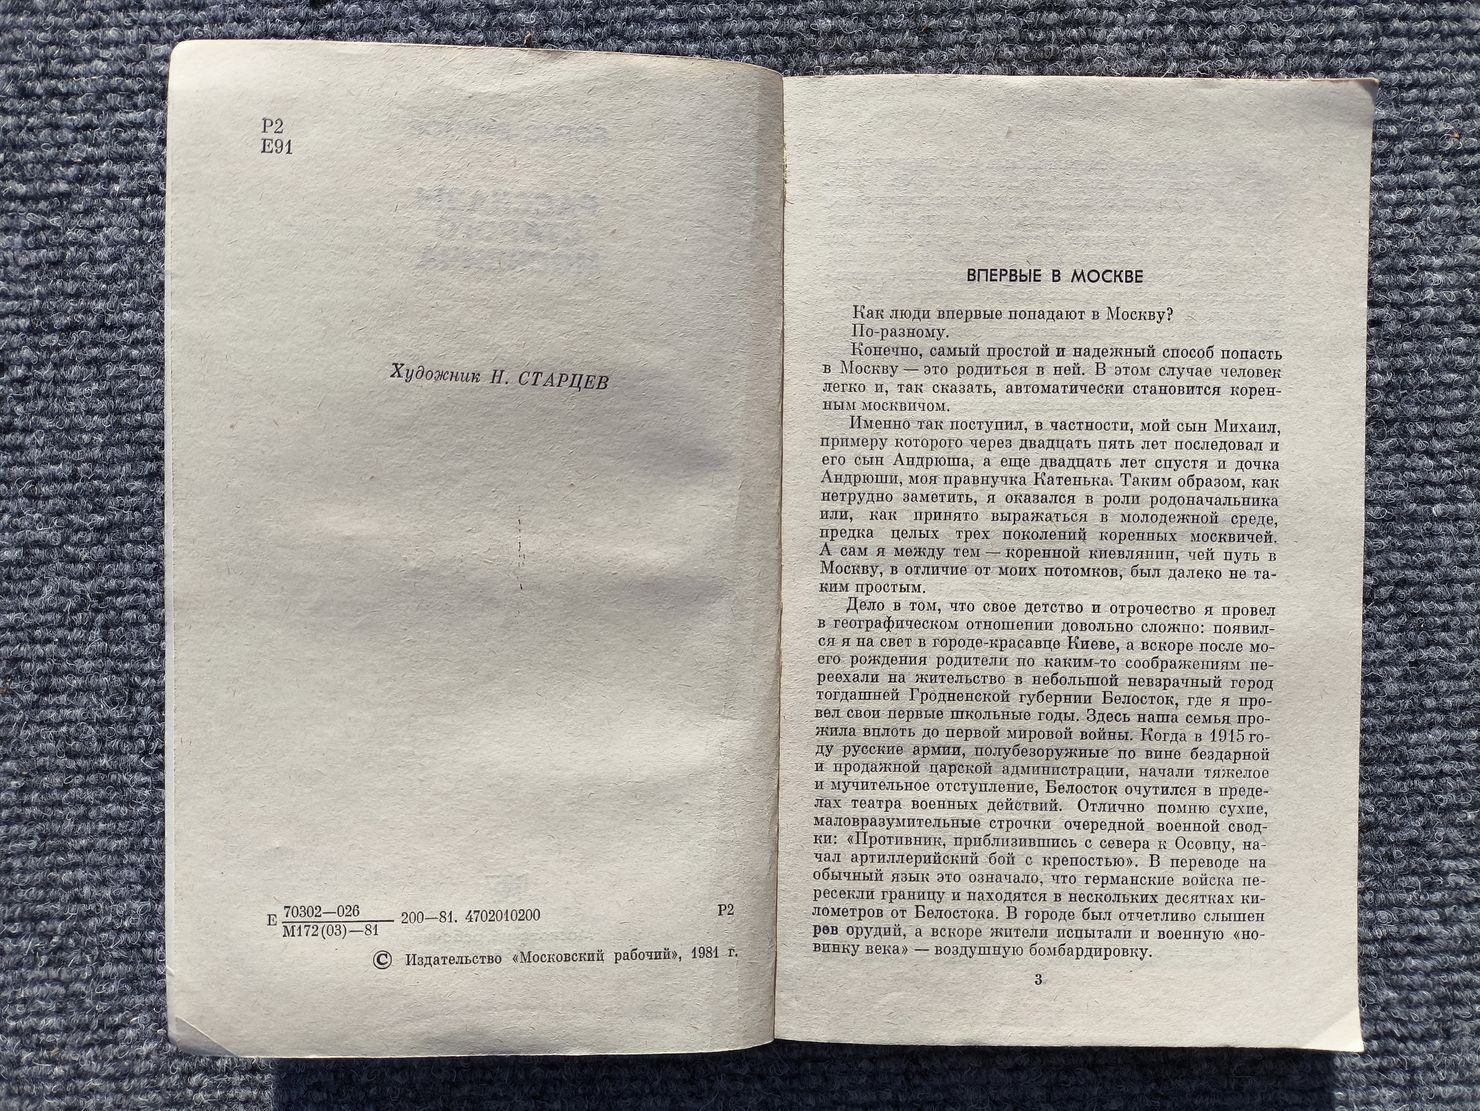 Р2
Е91
Художник Н. СТАРЦЕВ
Е 70302—026 200—81. 4702010200 Р2
М172(03)—81
© Издательство «Московский рабочий», 1981 г.
ВПЕРВЫЕ В МОСКВЕ
Как люди впервые попадают в Москву?
По-разному.
Конечно, самый простой и надежный способ попасть
в Москву — это родиться в ней. В этом случае человек
легко и, так сказать, автоматически становится корен-
ным москвичом.
Именно так поступил, в частности, мой сын Михаил,
примеру которого через двадцать пять лет последовал и
его сын Андрюша, а еще двадцать лет спустя и дочка
Андрюши, моя правнучка Катенька. Таким образом, как
нетрудно заметить, я оказался в роли родоначальника
или, как принято выражаться в молодежной среде,
предка целых трех поколений коренных москвичей.
А сам я между тем — коренной киевлянин, чей путь в
Москву, в отличие от моих потомков, был далеко не та-
ким простым.
Дело в том, что свое детство и отрочество я провел
в географическом отношении довольно сложно: появил-
ся я на свет в городе-красавце Киеве, а вскоре после мо-
его рождения родители по каким-то соображениям пе-
реехали на жительство в небольшой невзрачный город
тогдашней Гродненской губернии Белосток, где я про-
вел свои первые школьные годы. Здесь наша семья про-
жила вплоть до первой мировой войны. Когда в 1915 го-
ду русские армии, полубезоружные по вине бездарной
и продажной царской администрации, начали тяжелое
и мучительное отступление, Белосток очутился в преде-
лах театра военных действий. Отлично помню сухие,
маловразумительные строчки очередной военной свод-
ки: «Противник, приблизившись с севера к Осовцу, на-
чал артиллерийский бой с крепостью». В переводе на
обычный язык это означало, что германские войска пе-
ресекли границу и находятся в нескольких десятках ки-
лометров от Белостока. В городе был отчетливо слышен
рев орудий, а вскоре жители испытали и военную «но-
винку века» — воздушную бомбардировку.
3